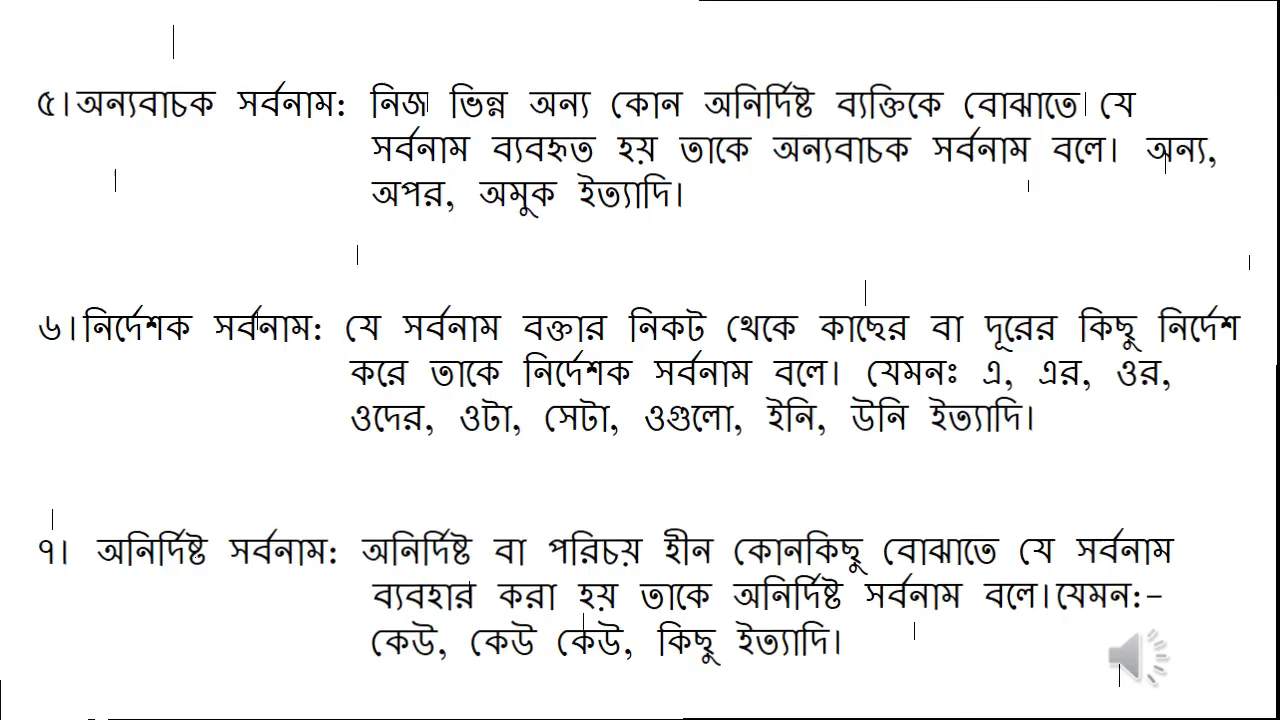 ৫। অন্যবাচক সর্বনাম: নিজ ভিন্ন অন্য কোন অনির্দিষ্ট ব্যক্তিকে বোঝাতে যে
সর্বনাম ব্যবহৃত হয় তাকে অন্যবাচক সর্বনাম বলে। অন্য,
অপর, অমুক ইত্যাদি।
৬। নির্দেশক সর্বনাম: যে সর্বনাম বক্তার নিকট থেকে কাছের বা দূরের কিছু নির্দেশ
করে তাকে নির্দেশক সর্বনাম বলে। যেমনঃ এ, এর, ওর,
ওদের, ওটা, সেটা, ওগুলো, ইনি, উনি ইত্যাদি।
৭। অনির্দিষ্ট সর্বনাম: অনির্দিষ্ট বা পরিচয় হীন কোনকিছু বোঝাতে যে সর্বনাম
ব্যবহার করা হয় তাকে অনির্দিষ্ট সর্বনাম বলে। যেমন:-
কেউ, কেউ কেউ, কিছু ইত্যাদি।